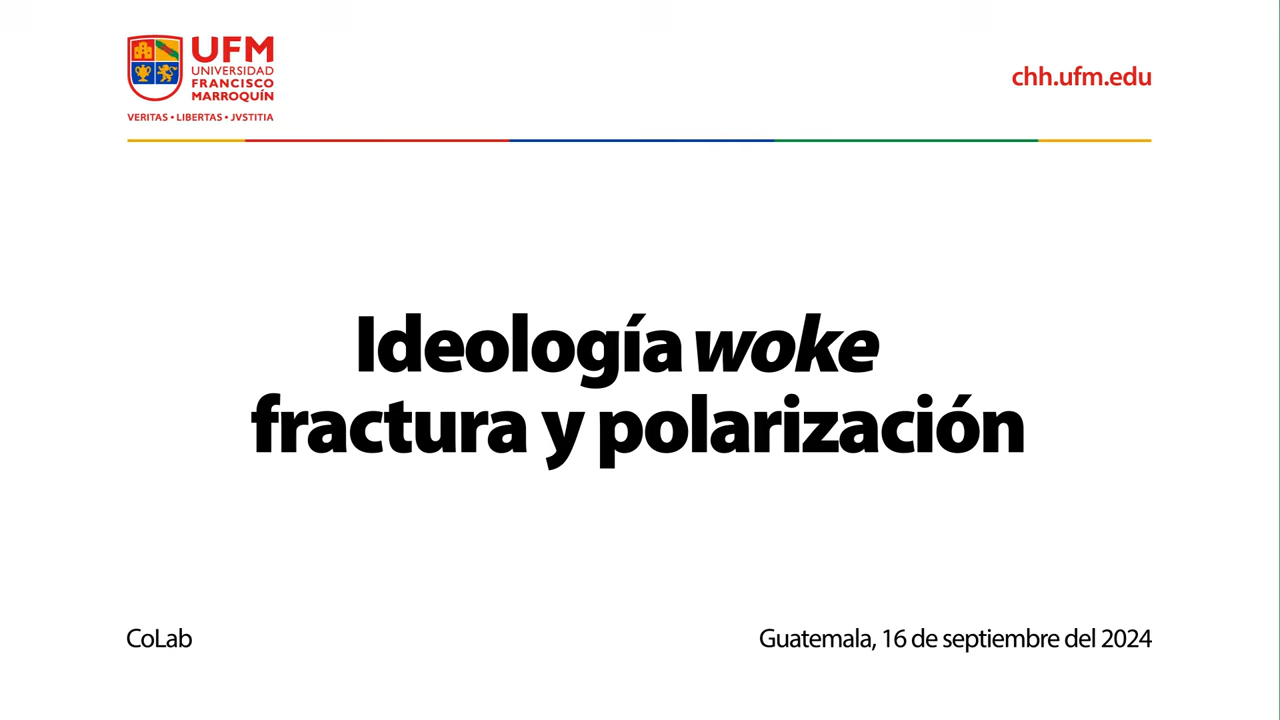 UFM
UNIVERSIDAD
FRANCISCO
MARROQUÍN
VERITAS • LIBERTAS • JVSTITIA
chh.ufm.edu
Ideología woke
fractura y polarización
CoLab
Guatemala, 16 de septiembre del 2024